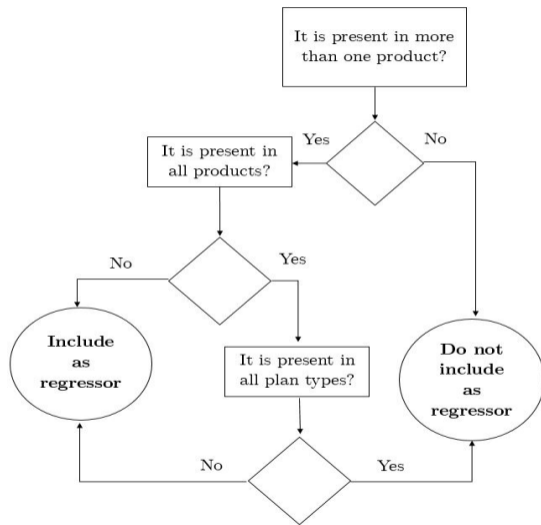 It is present in more
than one product?
Yes
No
It is present in
all products?
No
Yes
Include
as
regressor
It is present in
all plan types?
Do not
include
as
regressor
No
Yes